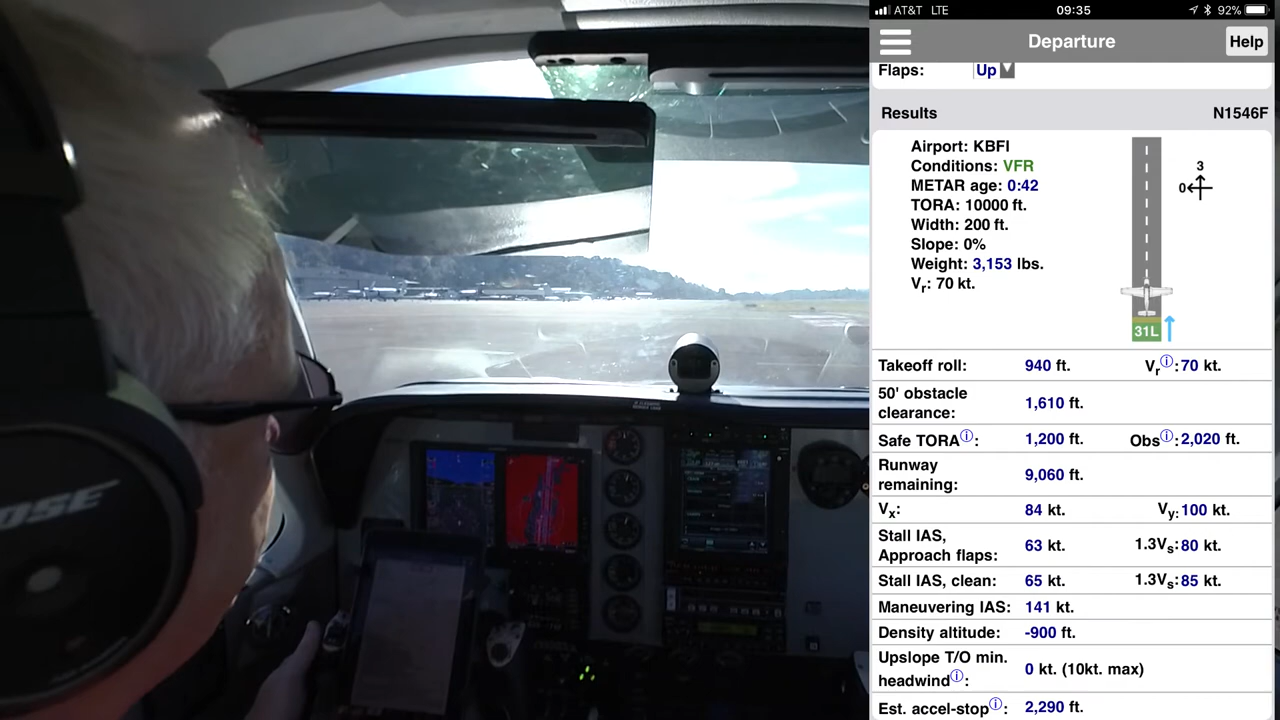 AT&T LTE 09:35 92%
Departure
Help
Flaps: Up
Results N1546F
Airport: KBFI
Conditions: VFR
METAR age: 0:42
TORA: 10000 ft.
Width: 200 ft.
Slope: 0%
Weight: 3,153 lbs.
Vr: 70 kt.
3
0
31L
Takeoff roll: 940 ft. Vr: 70 kt.
50' obstacle
clearance: 1,610 ft.
Safe TORA: 1,200 ft. Obs: 2,020 ft.
Runway
remaining: 9,060 ft.
Vx: 84 kt. Vy: 100 kt.
Stall IAS,
Approach flaps: 63 kt. 1.3Vs: 80 kt.
Stall IAS, clean: 65 kt. 1.3Vs: 85 kt.
Maneuvering IAS: 141 kt.
Density altitude: -900 ft.
Upslope T/O min.
headwind: 0 kt. (10kt. max)
Est. accel-stop: 2,290 ft.